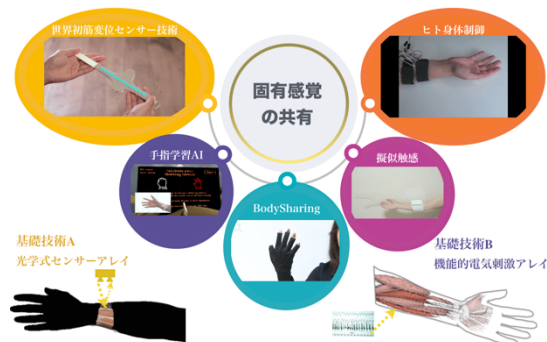 世界初筋変位センサー技術
ヒト身体制御
固有感覚
の共有
手指学習AI
擬似触感
BodySharing
基礎技術A
光学式センサーアレイ
基礎技術B
機能的電気刺激アレイ